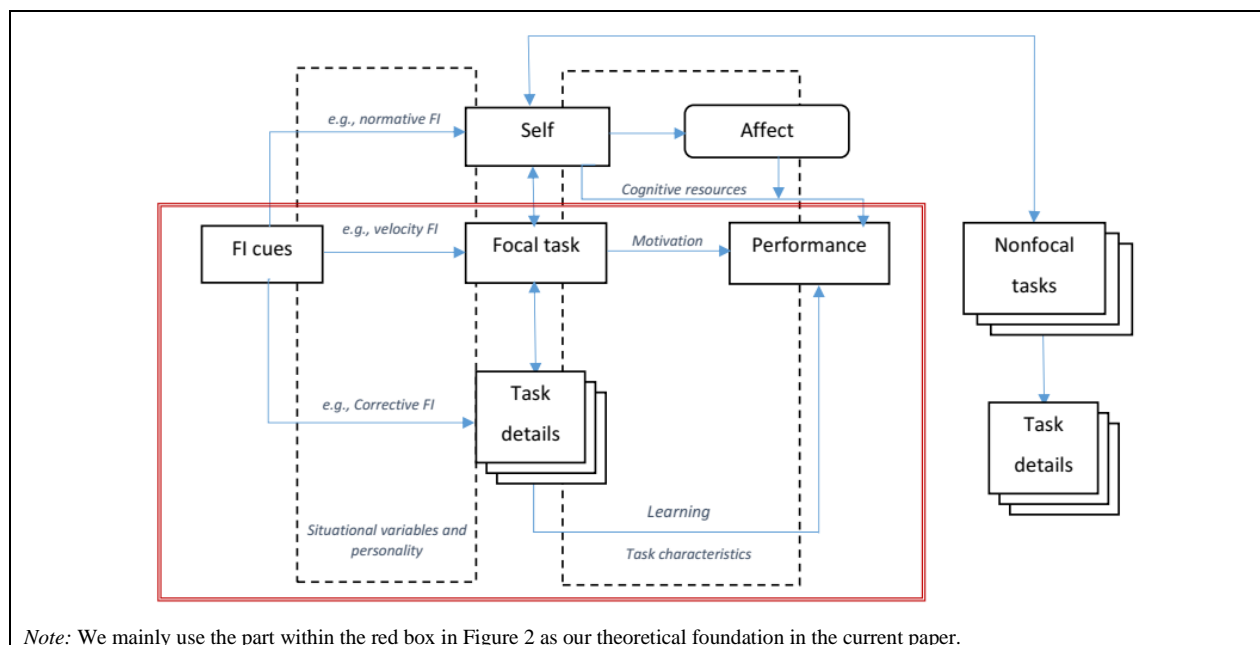 e.g., normative FI
Self
Affect
Cognitive resources
FI cues
e.g., velocity FI
Focal task
Motivation
Performance
Nonfocal
tasks
e.g., Corrective FI
Task
details
Task
details
Learning
Situational variables and
personality
Task characteristics
Note: We mainly use the part within the red box in Figure 2 as our theoretical foundation in the current paper.